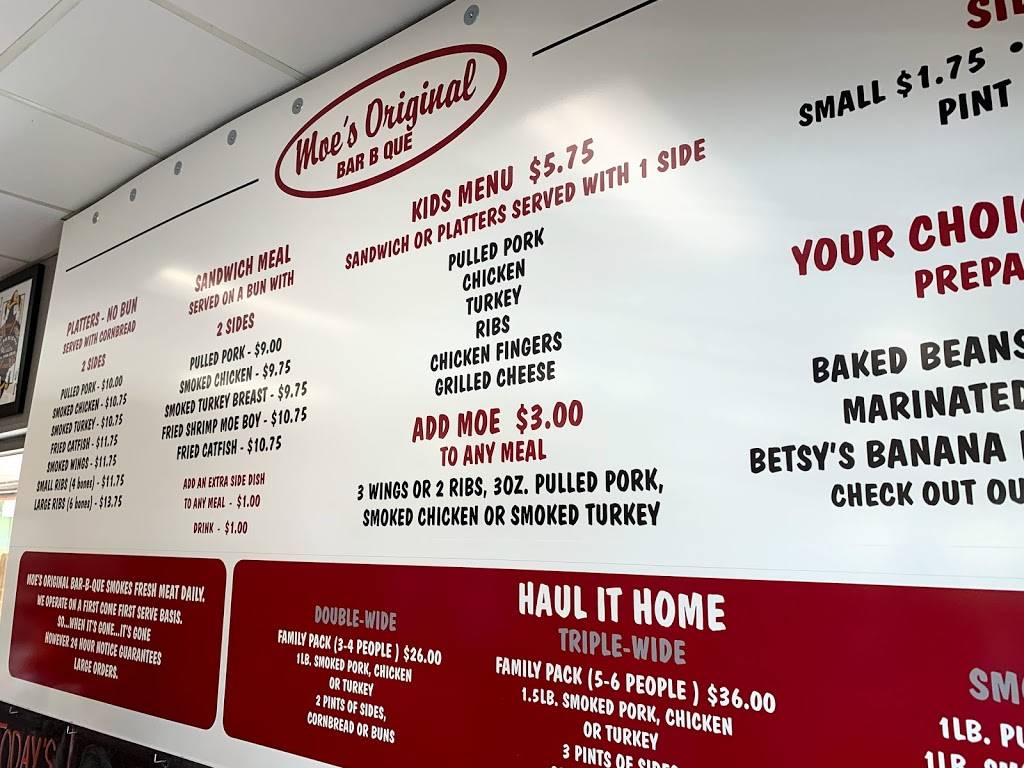 Moe's Original
BAR B QUE
PLATTERS - NO BUN
SERVED WITH CORNBREAD
2 SIDES
PULLED PORK - $10.00
SMOKED CHICKEN - $10.75
SMOKED TURKEY - $10.75
FRIED CATFISH - $11.75
SMOKED WINGS - $11.75
SMALL RIBS (4 bones) - $11.75
LARGE RIBS (6 bones) - $13.75
SANDWICH MEAL
SERVED ON A BUN WITH
2 SIDES
PULLED PORK - $9.00
SMOKED CHICKEN - $9.75
SMOKED TURKEY BREAST - $9.75
FRIED SHRIMP MOE BOY - $10.75
FRIED CATFISH - $10.75
ADD AN EXTRA SIDE DISH
TO ANY MEAL - $1.00
DRINK - $1.00
KIDS MENU $5.75
SANDWICH OR PLATTERS SERVED WITH 1 SIDE
PULLED PORK
CHICKEN
TURKEY
RIBS
CHICKEN FINGERS
GRILLED CHEESE
ADD MOE $3.00
TO ANY MEAL
3 WINGS OR 2 RIBS, 3OZ. PULLED PORK,
SMOKED CHICKEN OR SMOKED TURKEY
SMALL $1.75 •
PINT
YOUR CHOI
PREPA
BAKED BEANS
MARINATED
BETSY'S BANANA
CHECK OUT OU
MOE'S ORIGINAL BAR-B-QUE SMOKES FRESH MEAT DAILY.
WE OPERATE ON A FIRST COME FIRST SERVE BASIS.
SO...WHEN IT'S GONE...IT'S GONE
HOWEVER 24 HOUR NOTICE GUARANTEES
LARGE ORDERS.
HAUL IT HOME
DOUBLE-WIDE
FAMILY PACK (3-4 PEOPLE ) $26.00
1LB. SMOKED PORK, CHICKEN
OR TURKEY
2 PINTS OF SIDES,
CORNBREAD OR BUNS
TRIPLE-WIDE
FAMILY PACK (5-6 PEOPLE ) $36.00
1.5LB. SMOKED PORK, CHICKEN
OR TURKEY
3 PINTS OF SIDES
SM
1LB. PU
TODAY'S